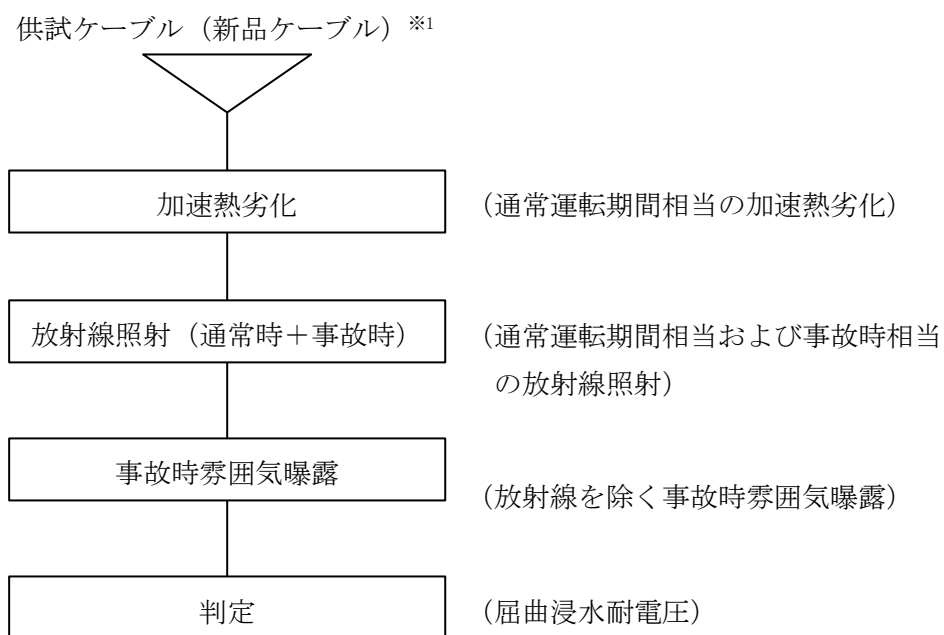 供試ケーブル（新品ケーブル）※1
加速熱劣化
（通常運転期間相当の加速熱劣化）
放射線照射（通常時＋事故時）
（通常運転期間相当および事故時相当
の放射線照射）
事故時雰囲気曝露
（放射線を除く事故時雰囲気曝露）
判定
（屈曲浸水耐電圧）